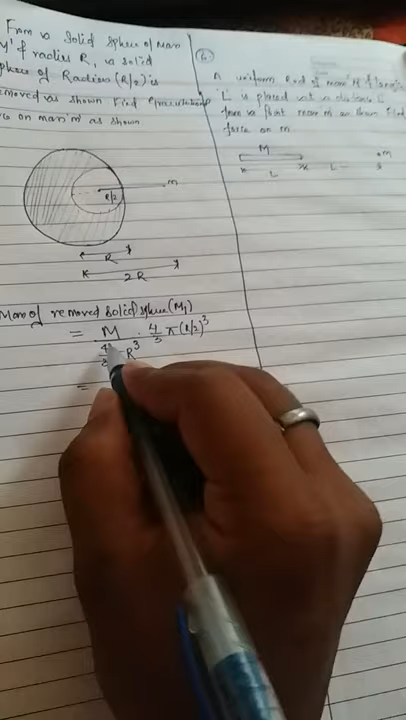 From a Solid Sphere of Mass
'M' of radius R, a solid
Sphere of Radius (R/2) is
removed as shown Find Gravitational
on mass 'm' as shown
R/2
m
R
2R
Mass of removed solid sphere (M₁)
= M / (R³ · 4/3 π (R/2)³
=
(b)
A uniform Rod of mass 'M' & length
'L' is placed at a distance L
from a point mass m as shown Find
force on m
M
m
L
L